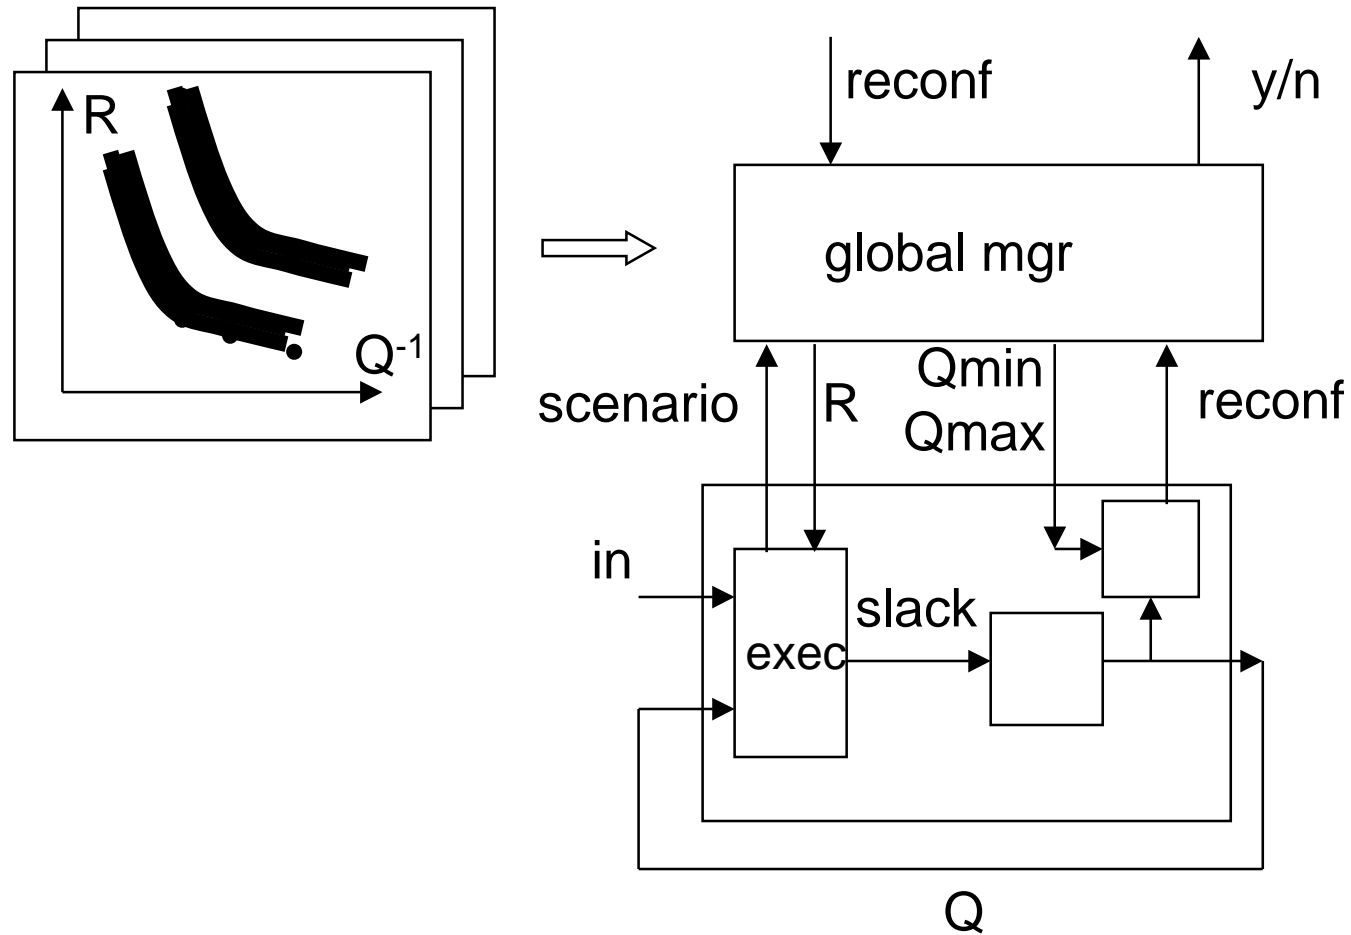 reconf
y/n
R
global mgr
Q⁻¹
scenario
R
Qmin
Qmax
reconf
in
slack
exec
Q